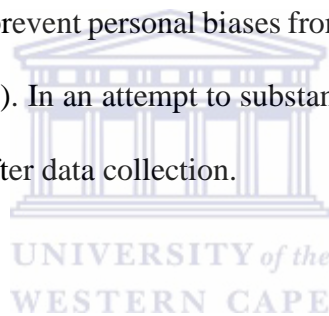 prevent personal biases from
). In an attempt to substan
fter data collection.
UNIVERSITY of the
WESTERN CAPE